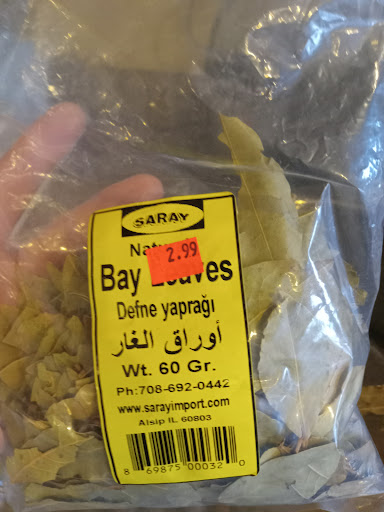 SARAY
2.99
Bay Leaves
Defne yaprağı
أوراق الغار
Wt. 60 Gr.
Ph:708-692-0442
www.sarayimport.com
Alsip IL. 60803
8 69875 00032 0